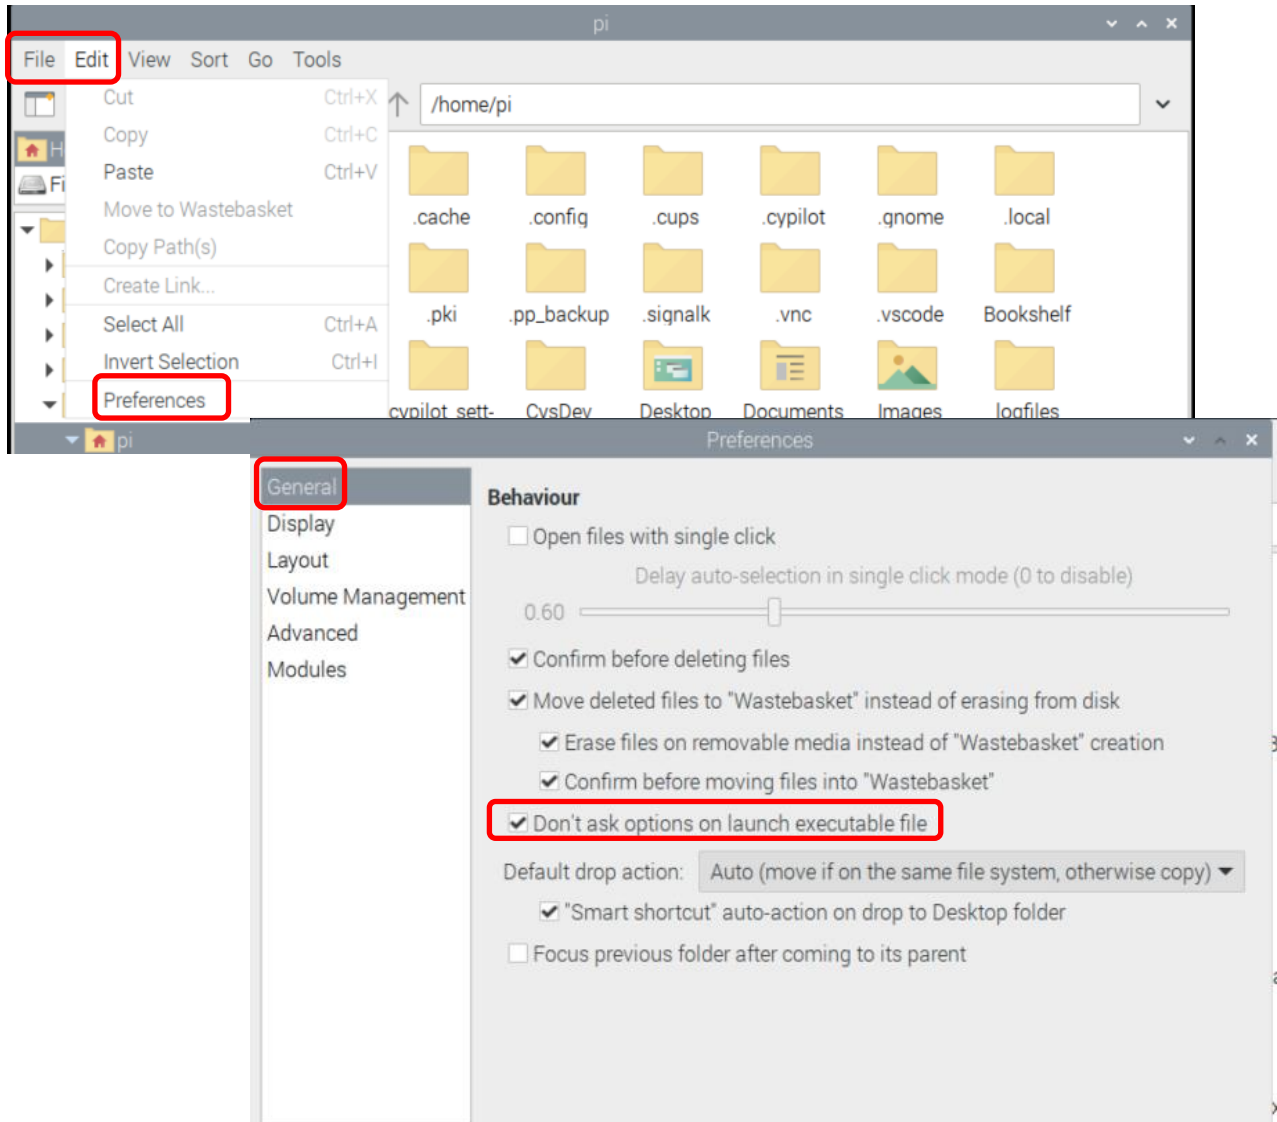 pi
File Edit View Sort Go Tools
Cut Ctrl+X
/home/pi
Copy Ctrl+C
Paste Ctrl+V
Move to Wastebasket
Copy Path(s)
Create Link...
Select All Ctrl+A
Invert Selection Ctrl+I
Preferences
.cache .config .cups .cypilot .gnome .local
.pki .pp_backup .signalk .vnc .vscode Bookshelf
cypilot_sett- CysDev Desktop Documents Images logfiles
pi
Preferences
General
Display
Layout
Volume Management
Advanced
Modules
Behaviour
Open files with single click
Delay auto-selection in single click mode (0 to disable)
0.60
Confirm before deleting files
Move deleted files to "Wastebasket" instead of erasing from disk
Erase files on removable media instead of "Wastebasket" creation
Confirm before moving files into "Wastebasket"
Don't ask options on launch executable file
Default drop action: Auto (move if on the same file system, otherwise copy)
"Smart shortcut" auto-action on drop to Desktop folder
Focus previous folder after coming to its parent